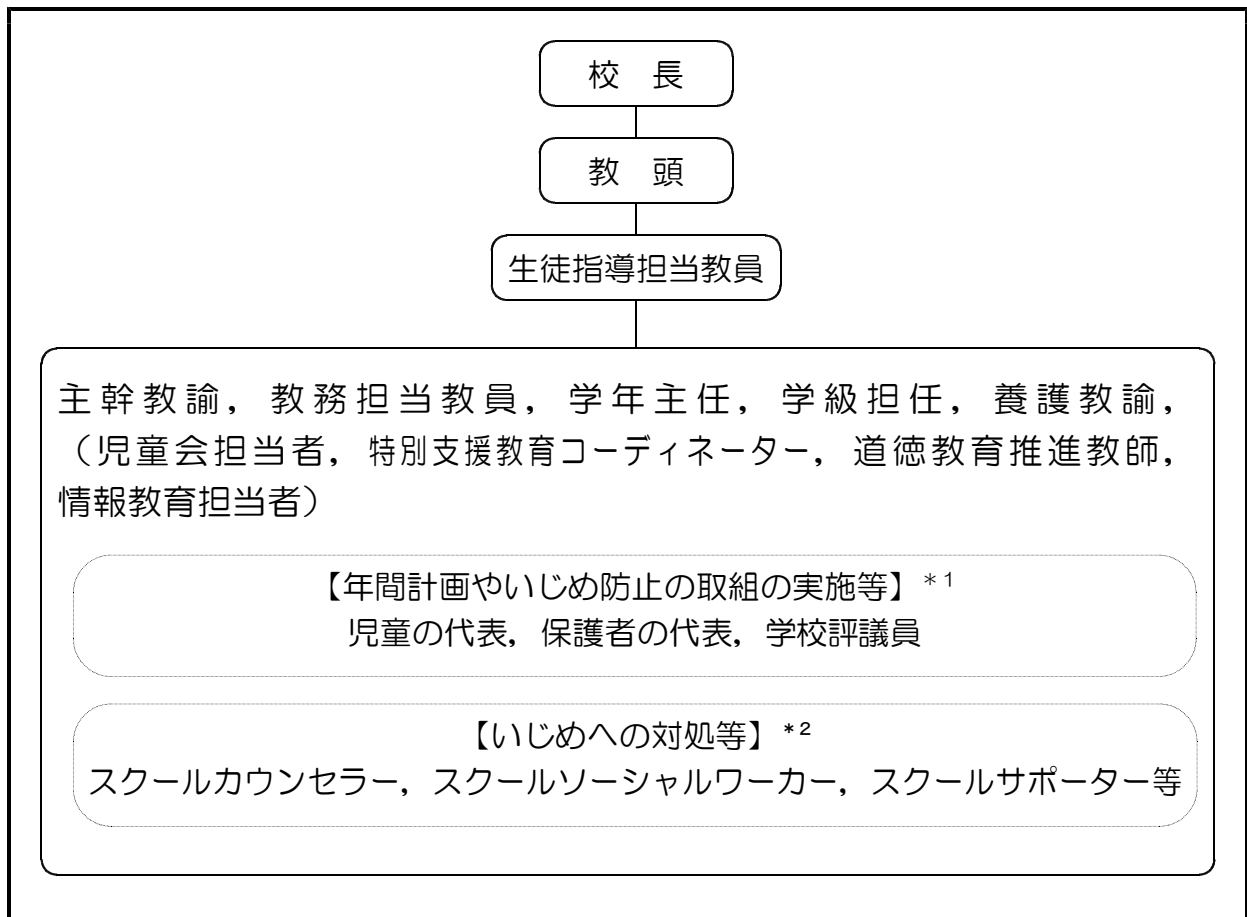 校　長
教　頭
生徒指導担当教員
主幹教諭，教務担当教員，学年主任，学級担任，養護教諭，
（児童会担当者，特別支援教育コーディネーター，道徳教育推進教師，
情報教育担当者）
【年間計画やいじめ防止の取組の実施等】＊1
児童の代表，保護者の代表，学校評議員
【いじめへの対処等】*2
スクールカウンセラー，スクールソーシャルワーカー，スクールサポーター等